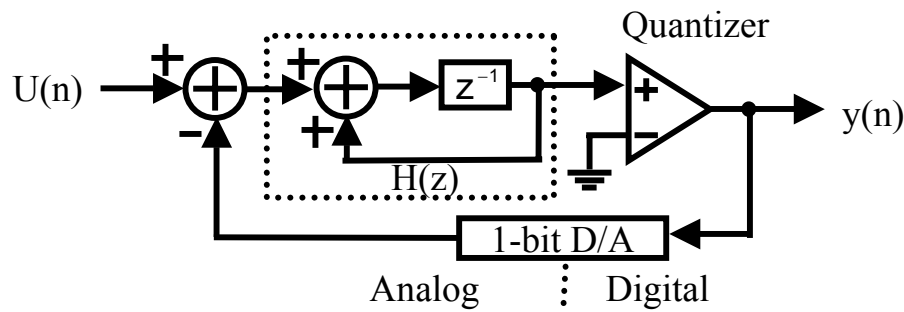 Quantizer
U(n)
z⁻¹
y(n)
H(z)
1-bit D/A
Analog
Digital